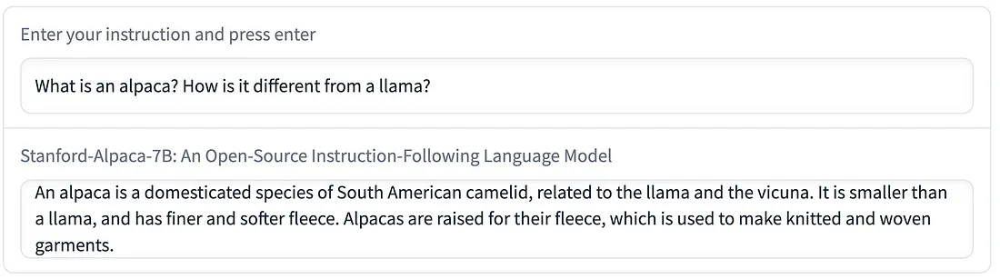 Enter your instruction and press enter
What is an alpaca? How is it different from a llama?
Stanford-Alpaca-7B: An Open-Source Instruction-Following Language Model
An alpaca is a domesticated species of South American camelid, related to the llama and the vicuna. It is smaller than
a llama, and has finer and softer fleece. Alpacas are raised for their fleece, which is used to make knitted and woven
garments.